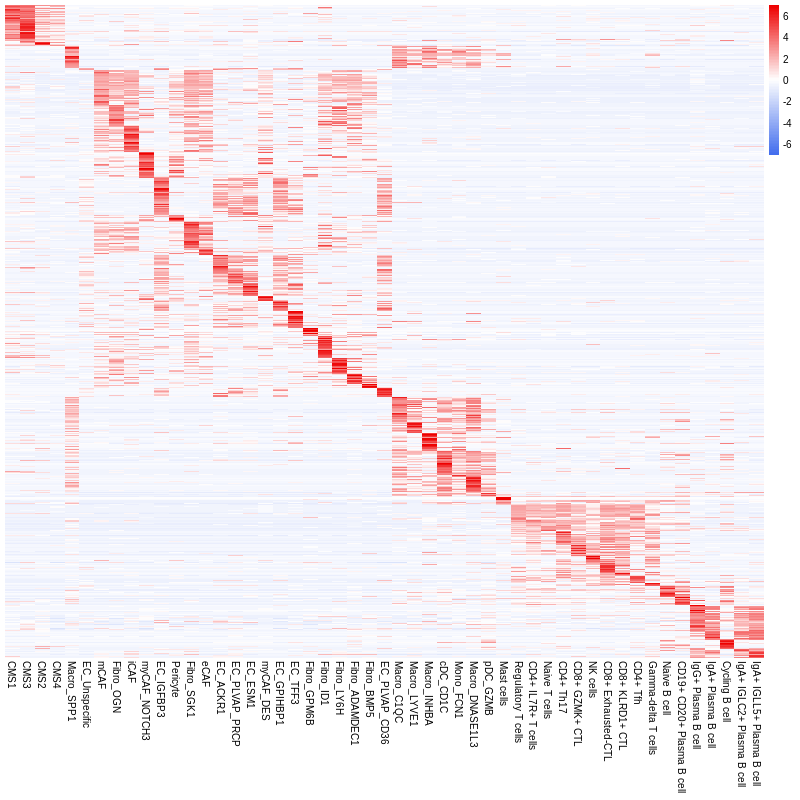 6
4
2
0
-2
-4
-6
CMS1
CMS3
CMS2
CMS4
Macro_SPP1
EC_Unspecific
mCAF
Fibro_OGN
iCAF
myCAF_NOTCH3
EC_IGFBP3
Pericyte
Fibro_SGK1
eCAF
EC_ACKR1
EC_PLVAP_PRCP
EC_ESM1
myCAF_DES
EC_GPIHBP1
EC_TFF3
Fibro_GPM6B
Fibro_ID1
Fibro_LY6H
Fibro_ADAMDEC1
Fibro_BMP5
EC_PLVAP_CD36
Macro_C1QC
Macro_LYVE1
Macro_INHBA
cDC_CD1C
Mono_FCN1
Macro_DNASE1L3
pDC_GZMB
Mast cells
Regulatory T cells
CD4+ IL7R+ T cells
Naive T cells
CD4+ Th17
CD8+ GZMK+ CTL
NK cells
CD8+ Exhausted-CTL
CD8+ KLRD1+ CTL
CD4+ Tfh
Gamma-delta T cells
Naive B cell
CD19+ CD20+ Plasma B cell
IgG+ Plasma B cell
IgA+ Plasma B cell
Cycling B cell
IgA+ IGLC2+ Plasma B cell
IgA+ IGLL5+ Plasma B cell